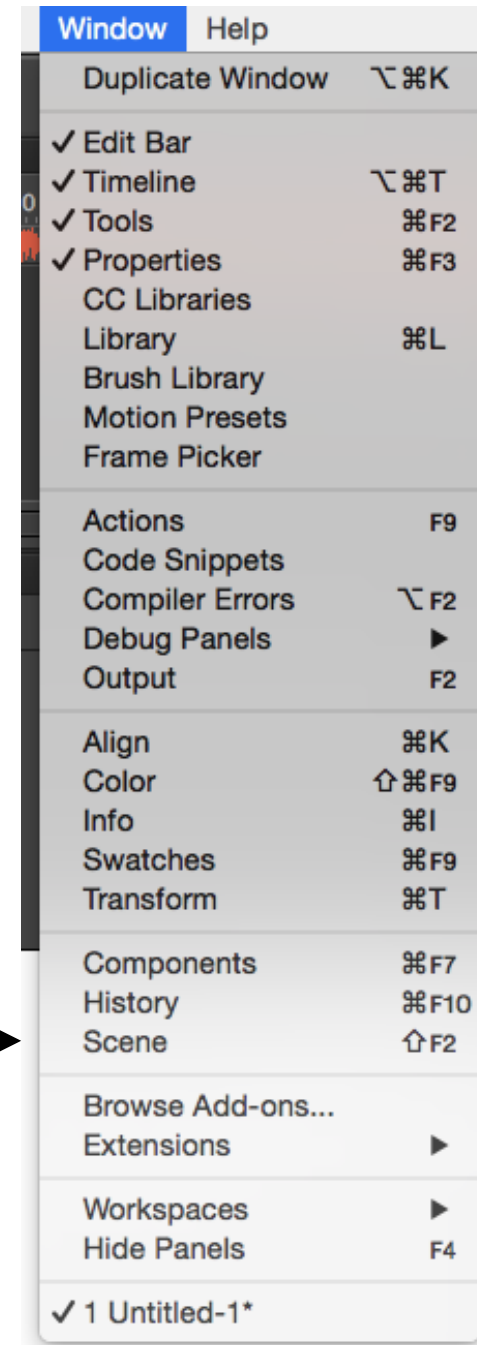 Window Help
Duplicate Window ⌥⌘K
✓ Edit Bar
✓ Timeline ⌥⌘T
✓ Tools ⌘F2
✓ Properties ⌘F3
CC Libraries
Library ⌘L
Brush Library
Motion Presets
Frame Picker
Actions F9
Code Snippets
Compiler Errors ⌥F2
Debug Panels ▶
Output F2
Align ⌘K
Color ⇧⌘F9
Info ⌘I
Swatches ⌘F9
Transform ⌘T
Components ⌘F7
History ⌘F10
Scene ⇧F2
Browse Add-ons...
Extensions ▶
Workspaces ▶
Hide Panels F4
✓ 1 Untitled-1*